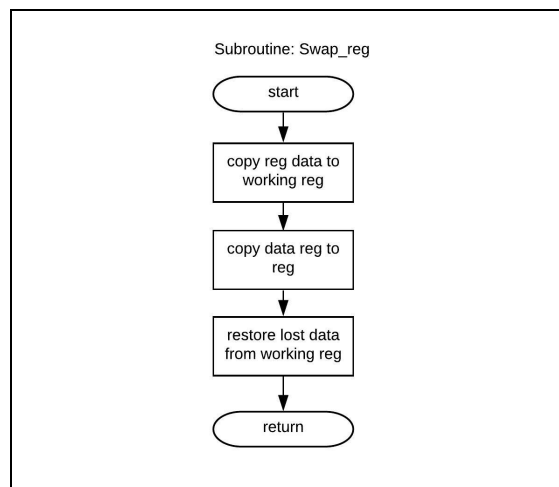 Subroutine: Swap_reg
start
copy reg data to
working reg
copy data reg to
reg
restore lost data
from working reg
return